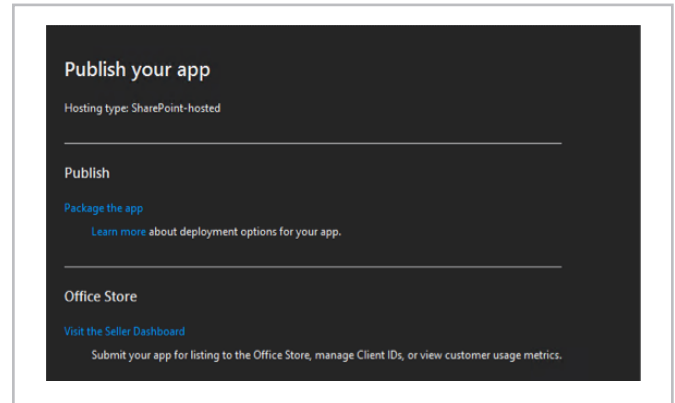 Publish your app
Hosting type: SharePoint-hosted
Publish
Package the app
Learn more about deployment options for your app.
Office Store
Visit the Seller Dashboard
Submit your app for listing to the Office Store, manage Client IDs, or view customer usage metrics.